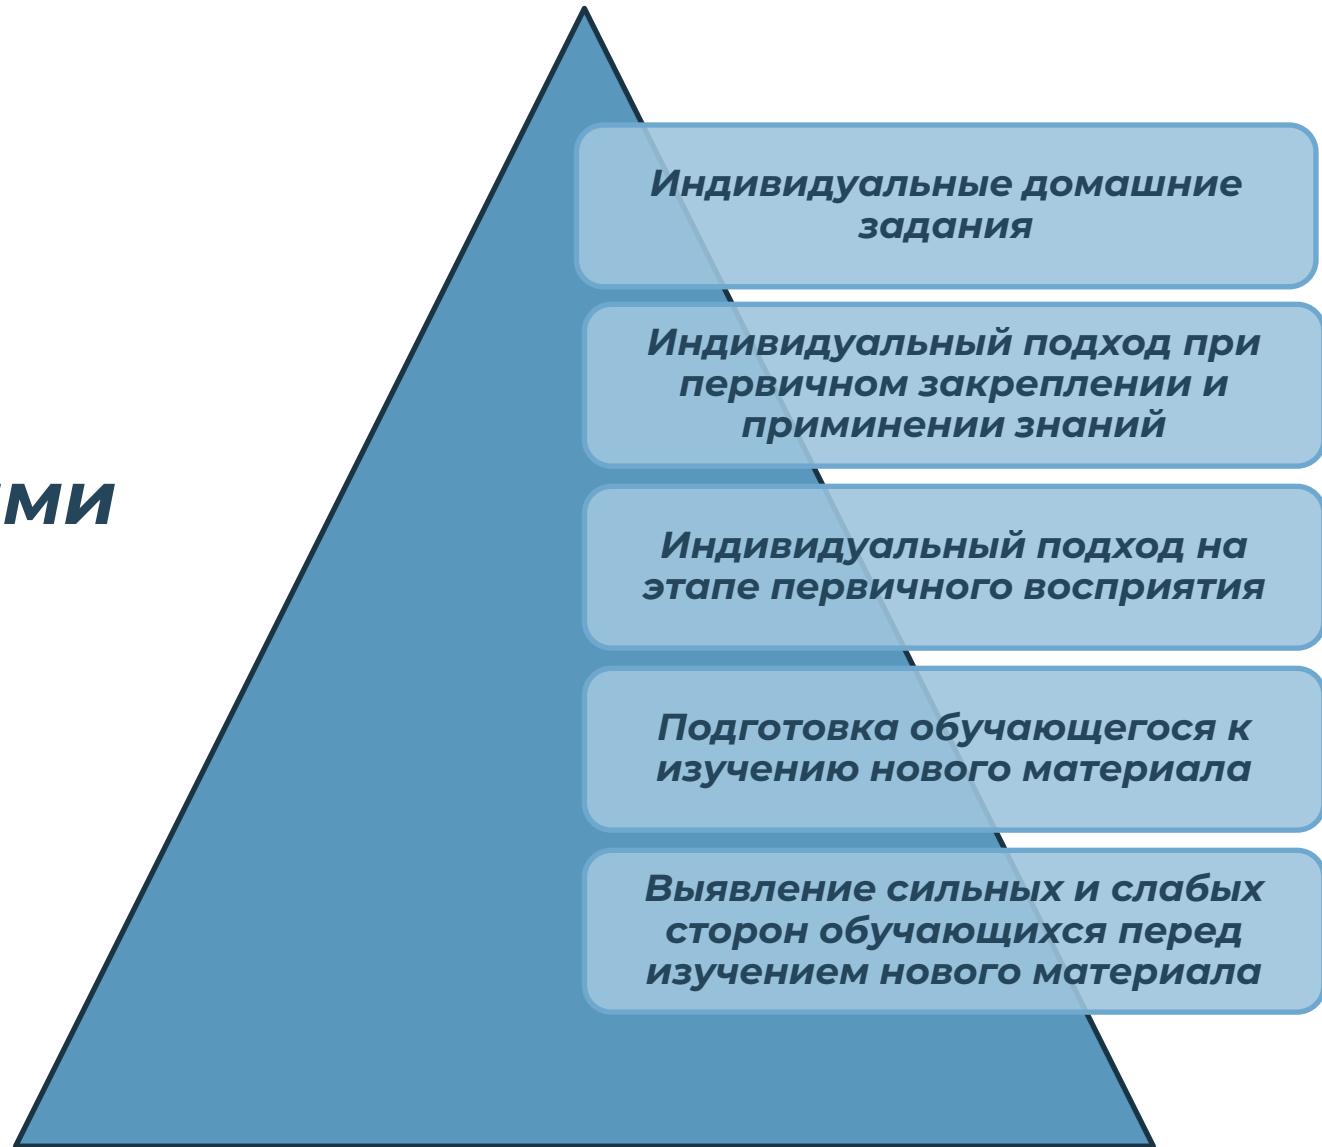 Индивидуальные домашние
задания
Индивидуальный подход при
первичном закреплении и
приминении знаний
ми
Индивидуальный подход на
этапе первичного восприятия
Подготовка обучающегося к
изучению нового материала
Выявление сильных и слабых
сторон обучающихся перед
изучением нового материала